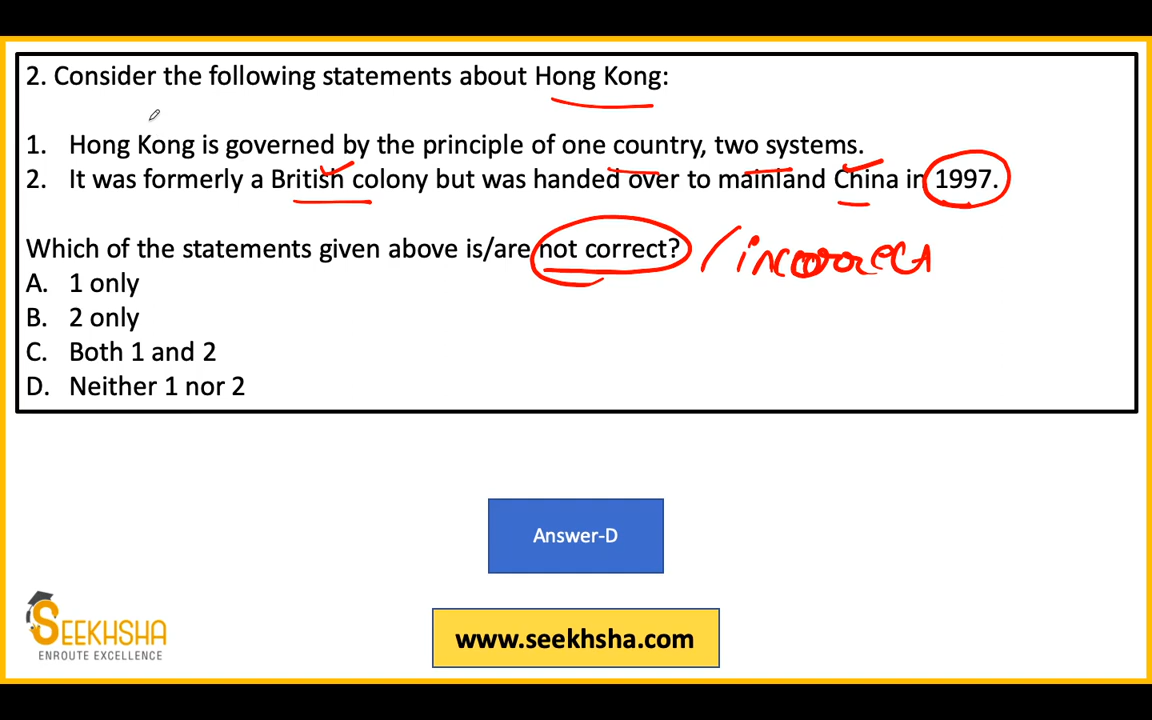 2. Consider the following statements about Hong Kong:
1. Hong Kong is governed by the principle of one country, two systems.
2. It was formerly a British colony but was handed over to mainland China in 1997.
Which of the statements given above is/are not correct? / incorrect
A. 1 only
B. 2 only
C. Both 1 and 2
D. Neither 1 nor 2
Answer-D
SEEKHSHA
ENROUTE EXCELLENCE
www.seekhsha.com